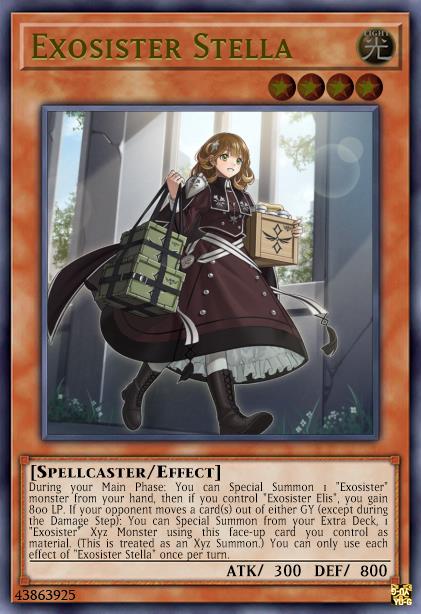 Exosister Stella
LIGHT
光
[Spellcaster/Effect]
During your Main Phase: You can Special Summon 1 "Exosister"
monster from your hand, then if you control "Exosister Elis", you gain
800 LP. If your opponent moves a card(s) out of either GY (except during
the Damage Step): You can Special Summon from your Extra Deck, 1
"Exosister" Xyz Monster using this face-up card you control as
material. (This is treated as an Xyz Summon.) You can only use each
effect of "Exosister Stella" once per turn.
ATK/ 300 DEF/ 800
43863925